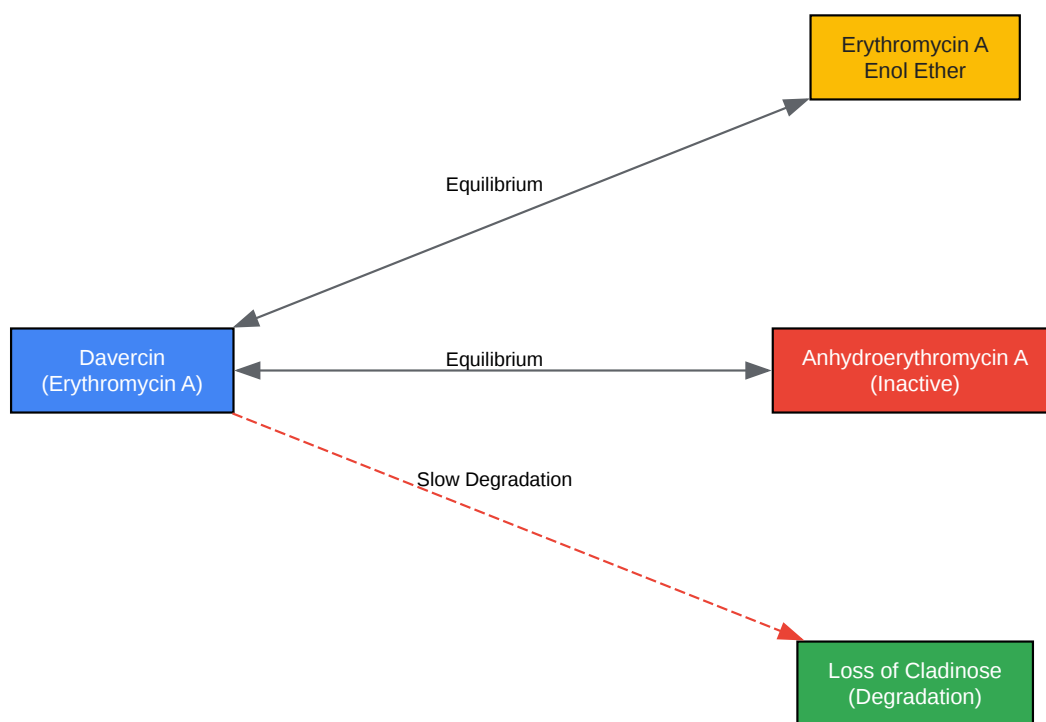 Erythromycin A
Enol Ether
Equilibrium
Davercin
(Erythromycin A)
Equilibrium
Anhydroerythromycin A
(Inactive)
Slow Degradation
Loss of Cladinose
(Degradation)